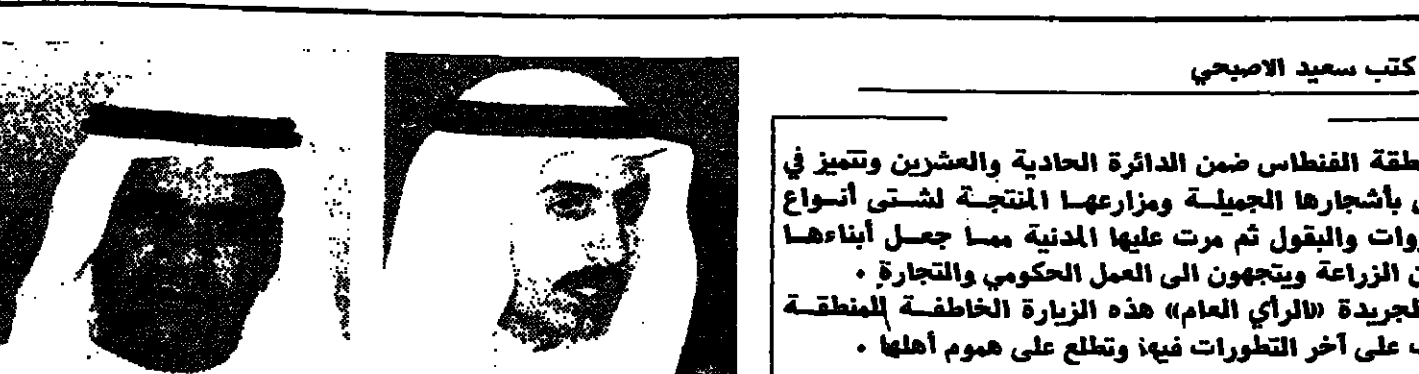 كتب سعيد الاصبحي
طقة الفنطاس ضمن الدائرة الحادية والعشرين وتتميز في
بأشجارها الجميلة ومزارعها المنتجة لشتى أنواع
روات والبقول ثم مرت عليها المدنية مما جعل أبناءها
ن الزراعة ويتجهون الى العمل الحكومي والتجارة .
لجريدة «الرأي العام» هذه الزيارة الخاطفة للمنطقة
على آخر التطورات فيها وتطلع على هموم أهلها .